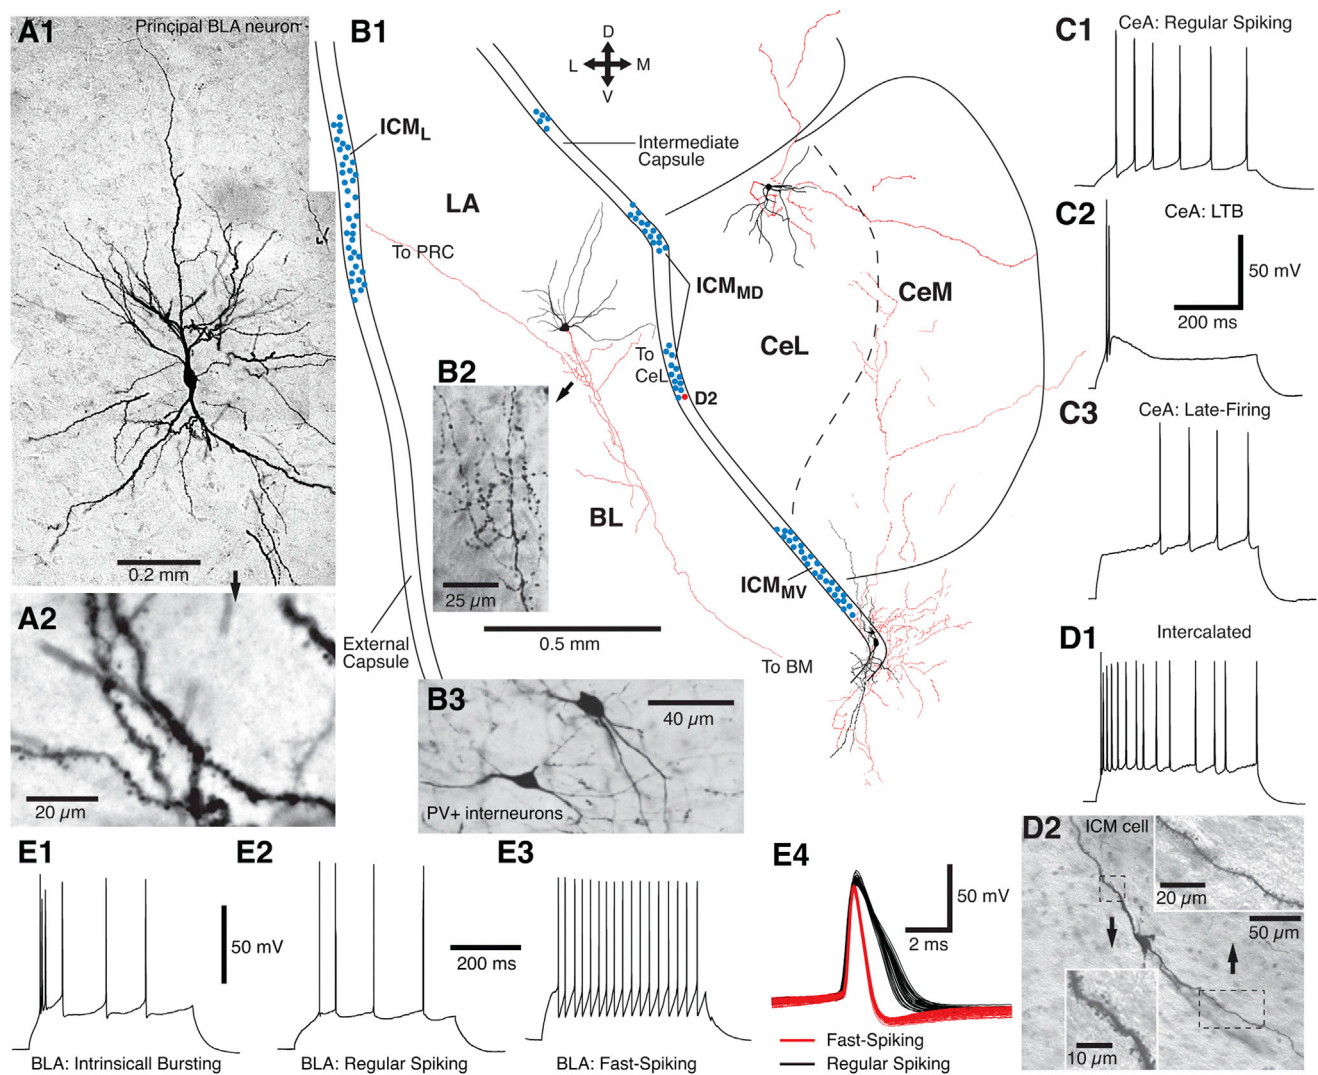 A1
Principal BLA neuron
B1
D
L
M
V
ICML
Intermediate
Capsule
LA
To PRC
ICMMD
CeM
CeL
To
CeL
D2
B2
25 µm
BL
ICMMV
0.5 mm
External
Capsule
To BM
0.2 mm
A2
20 µm
B3
40 µm
PV+ interneurons
C1
CeA: Regular Spiking
C2
CeA: LTB
50 mV
200 ms
C3
CeA: Late-Firing
D1
Intercalated
D2
ICM cell
20 µm
50 µm
10 µm
E1
50 mV
BLA: Intrinsicall Bursting
E2
200 ms
BLA: Regular Spiking
E3
BLA: Fast-Spiking
E4
50 mV
2 ms
Fast-Spiking
Regular Spiking